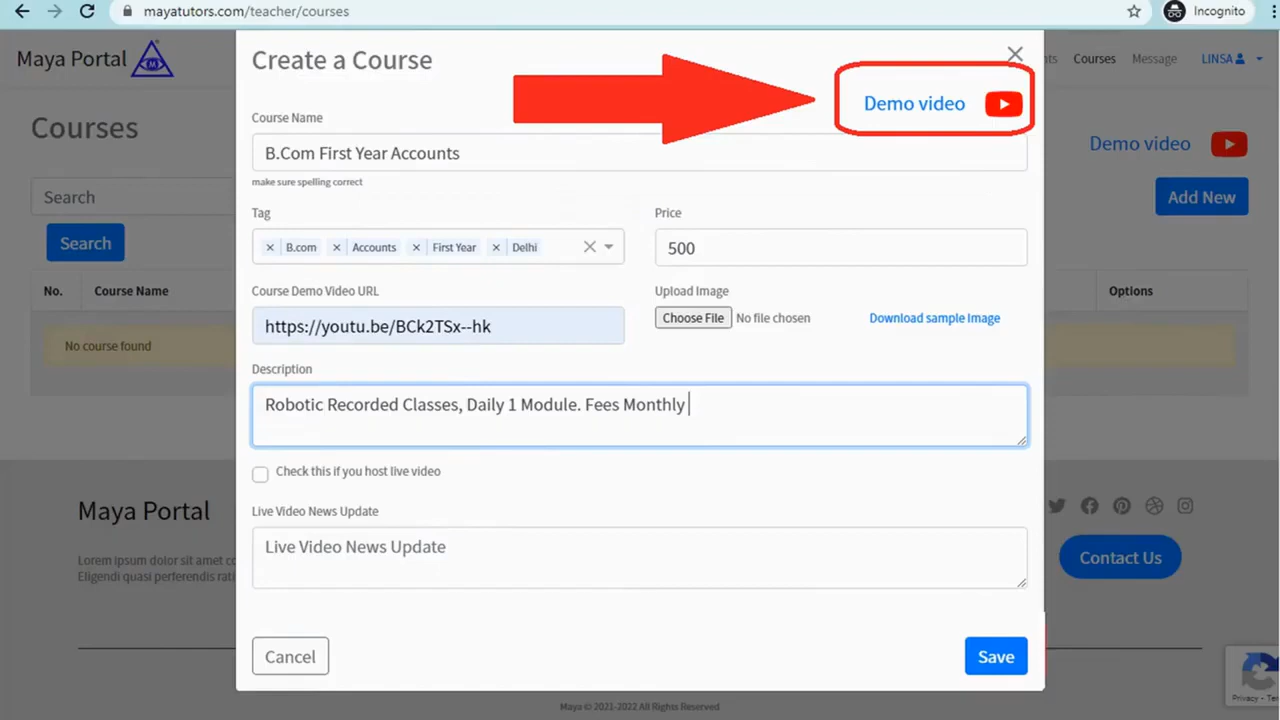 mayatutors.com/teacher/courses
Incognito
Maya Portal
Courses
Message
LINSA
Create a Course
Demo video
Courses
Course Name
B.Com First Year Accounts
make sure spelling correct
Demo video
Search
Add New
Search
Tag
× B.com × Accounts × First Year × Delhi
Price
500
No.
Course Name
Options
Course Demo Video URL
https://youtu.be/BCk2TSx--hk
Upload Image
Choose File No file chosen
Download sample Image
No course found
Description
Robotic Recorded Classes, Daily 1 Module. Fees Monthly
Check this if you host live video
Live Video News Update
Live Video News Update
Maya Portal
Lorem ipsum dolor sit amet
Eligendi quasi perferendis
Contact Us
Cancel
Save
Maya © 2021-2022 All Rights Reserved
Privacy